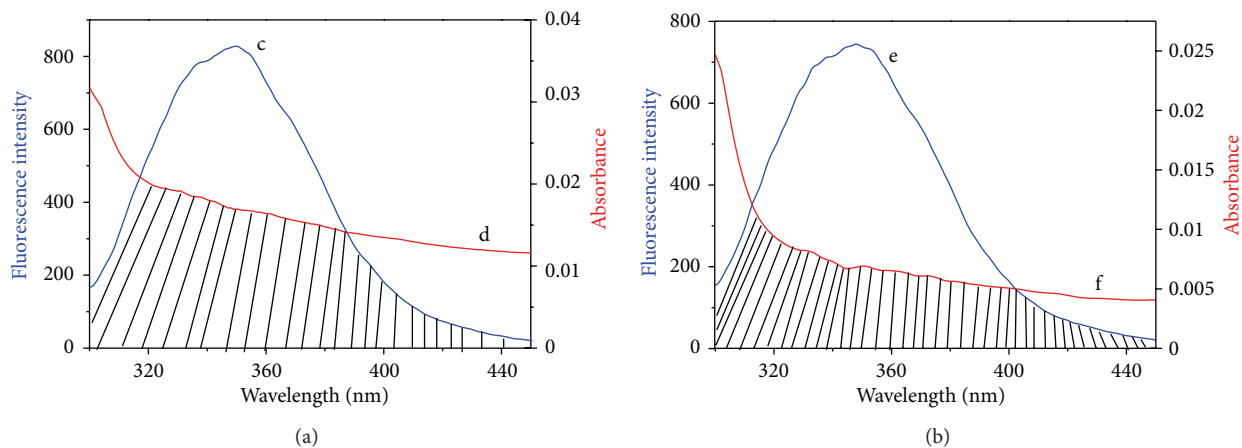 0.04
800
c
0.03
600
0.02
400
d
0.01
200
0
0
320
360
400
440
Fluorescence intensity
Absorbance
Wavelength (nm)
(a)
800
e
0.025
600
0.02
0.015
400
0.01
200
f
0.005
0
0
320
360
400
440
Fluorescence intensity
Absorbance
Wavelength (nm)
(b)